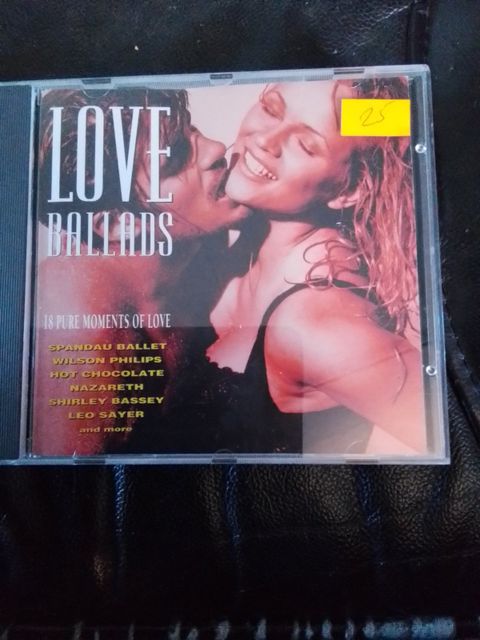 LOVE
25
BALLADS
18 PURE MOMENTS OF LOVE
SPANDAU BALLET
WILSON PHILIPS
HOT CHOCOLATE
NAZARETH
SHIRLEY BASSEY
LEO SAYER
and more